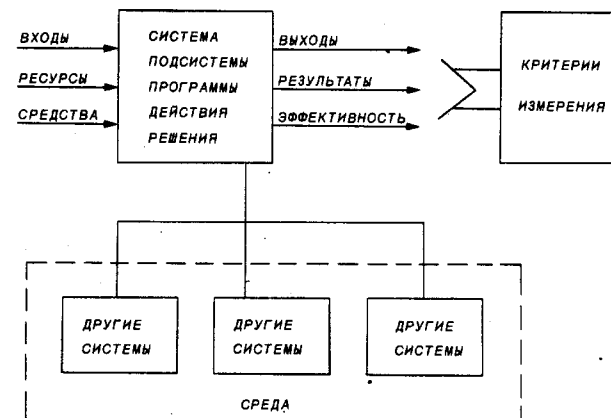 ВХОДЫ
РЕСУРСЫ
СРЕДСТВА
СИСТЕМА
ПОДСИСТЕМЫ
ПРОГРАММЫ
ДЕЙСТВИЯ
РЕШЕНИЯ
ВЫХОДЫ
РЕЗУЛЬТАТЫ
ЭФФЕКТИВНОСТЬ
КРИТЕРИИ
ИЗМЕРЕНИЯ
ДРУГИЕ
СИСТЕМЫ
ДРУГИЕ
СИСТЕМЫ
ДРУГИЕ
СИСТЕМЫ
СРЕДА